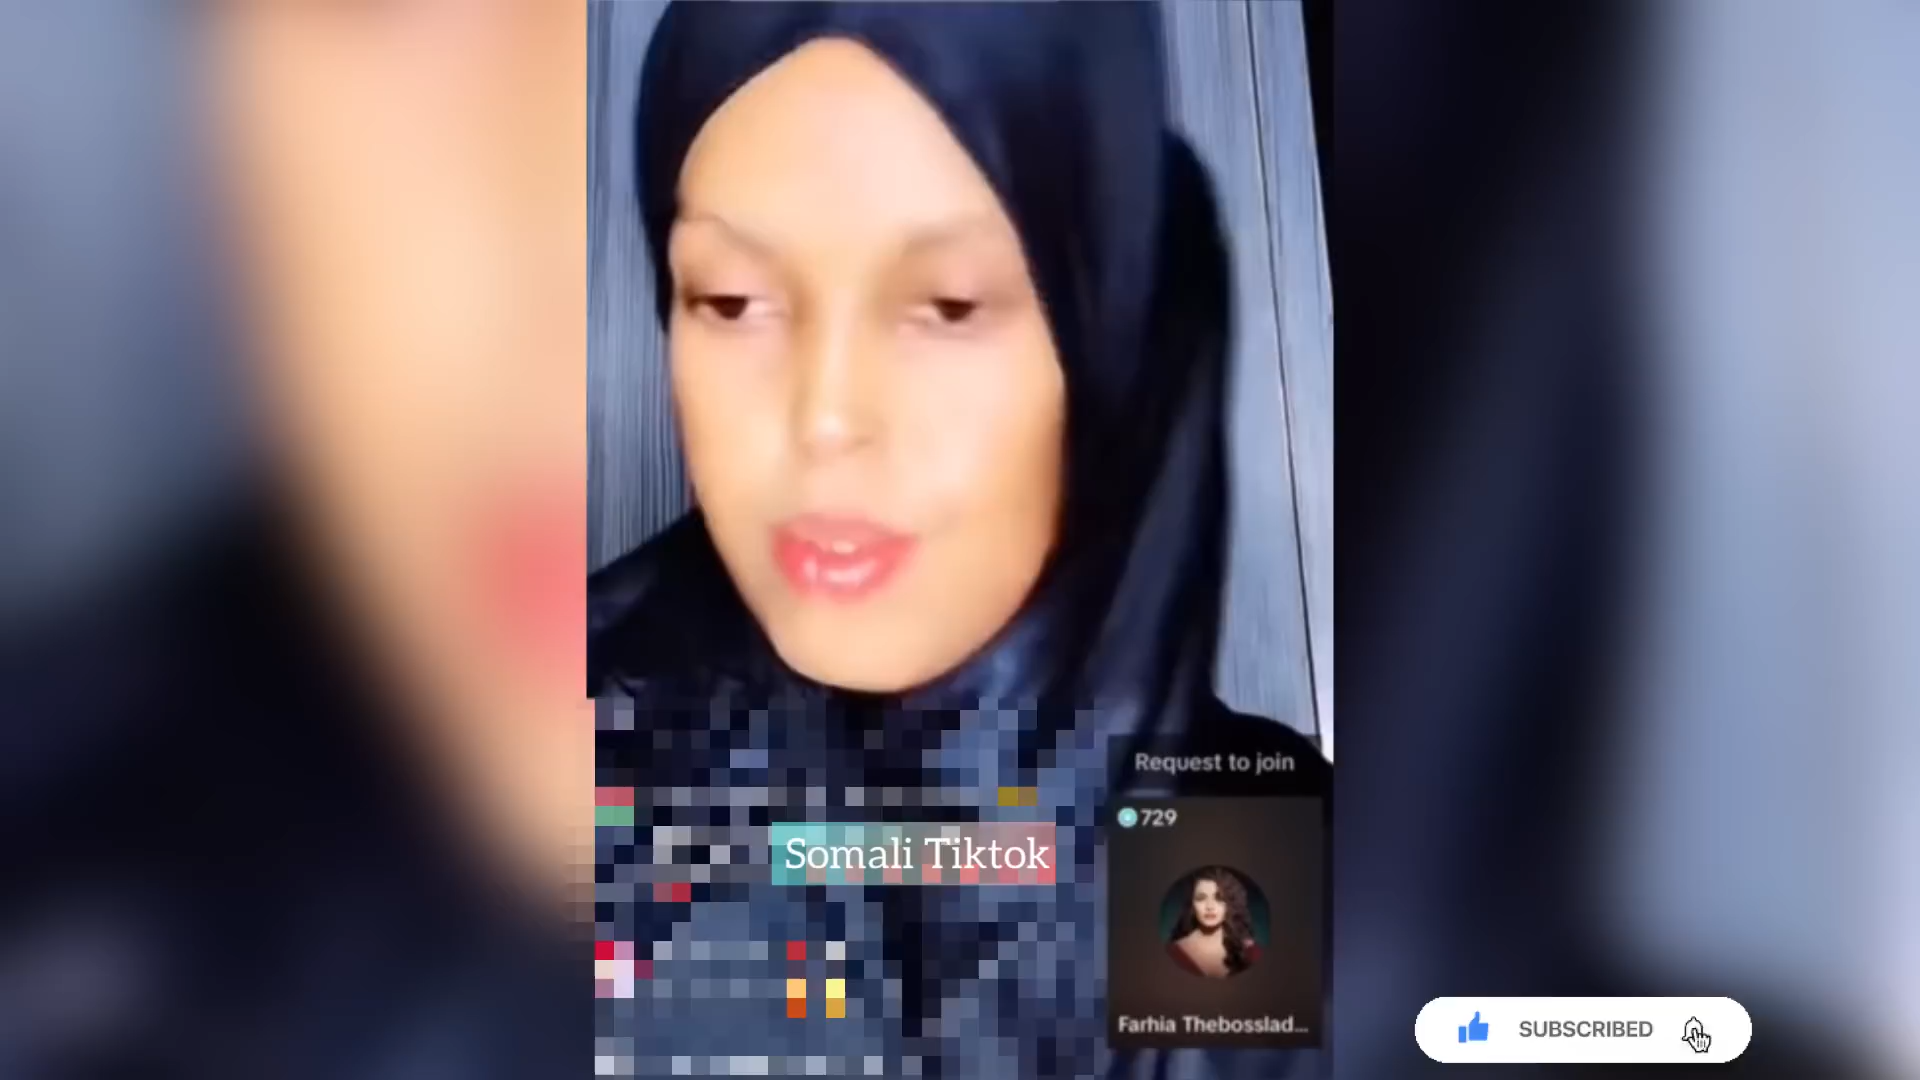 Request to join
729
Somali Tiktok
Farhia Thebosslad...
SUBSCRIBED